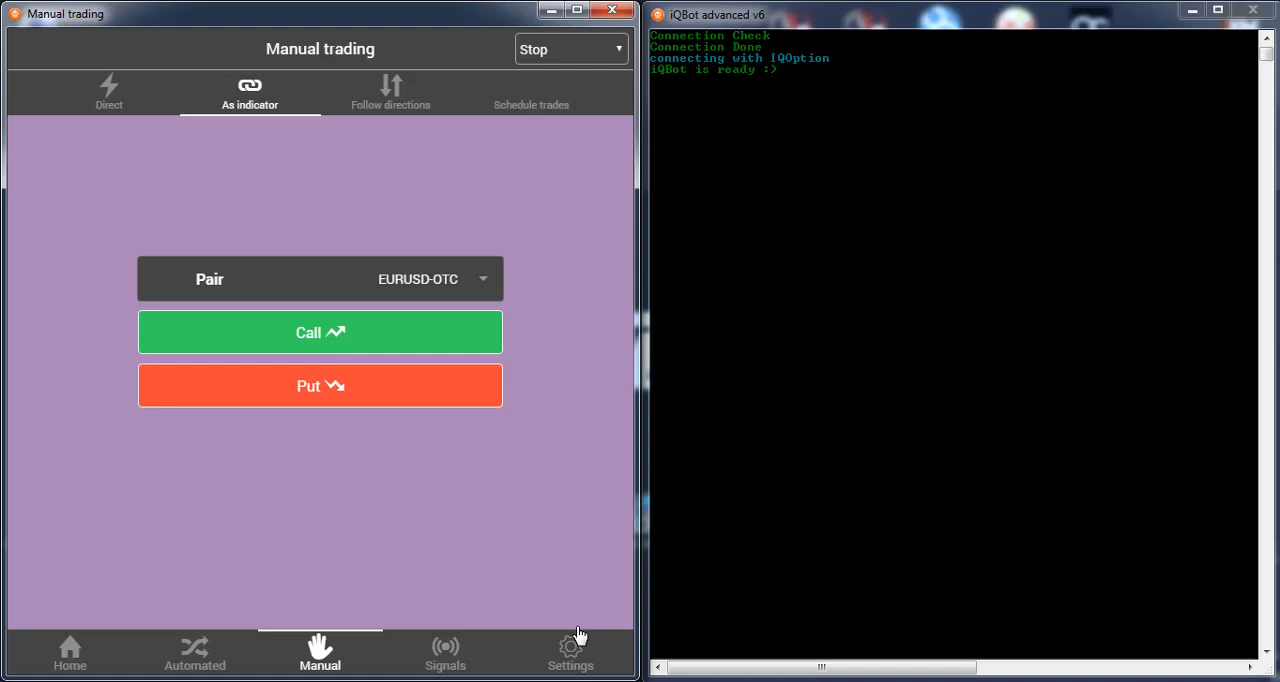 Manual trading
Manual trading
Stop
Direct
As indicator
Follow directions
Schedule trades
Pair
EURUSD-OTC
Call
Put
Home
Automated
Manual
Signals
Settings
iQBot advanced v6
Connection Check
Connection Done
connecting with IQOption
iQBot is ready :>